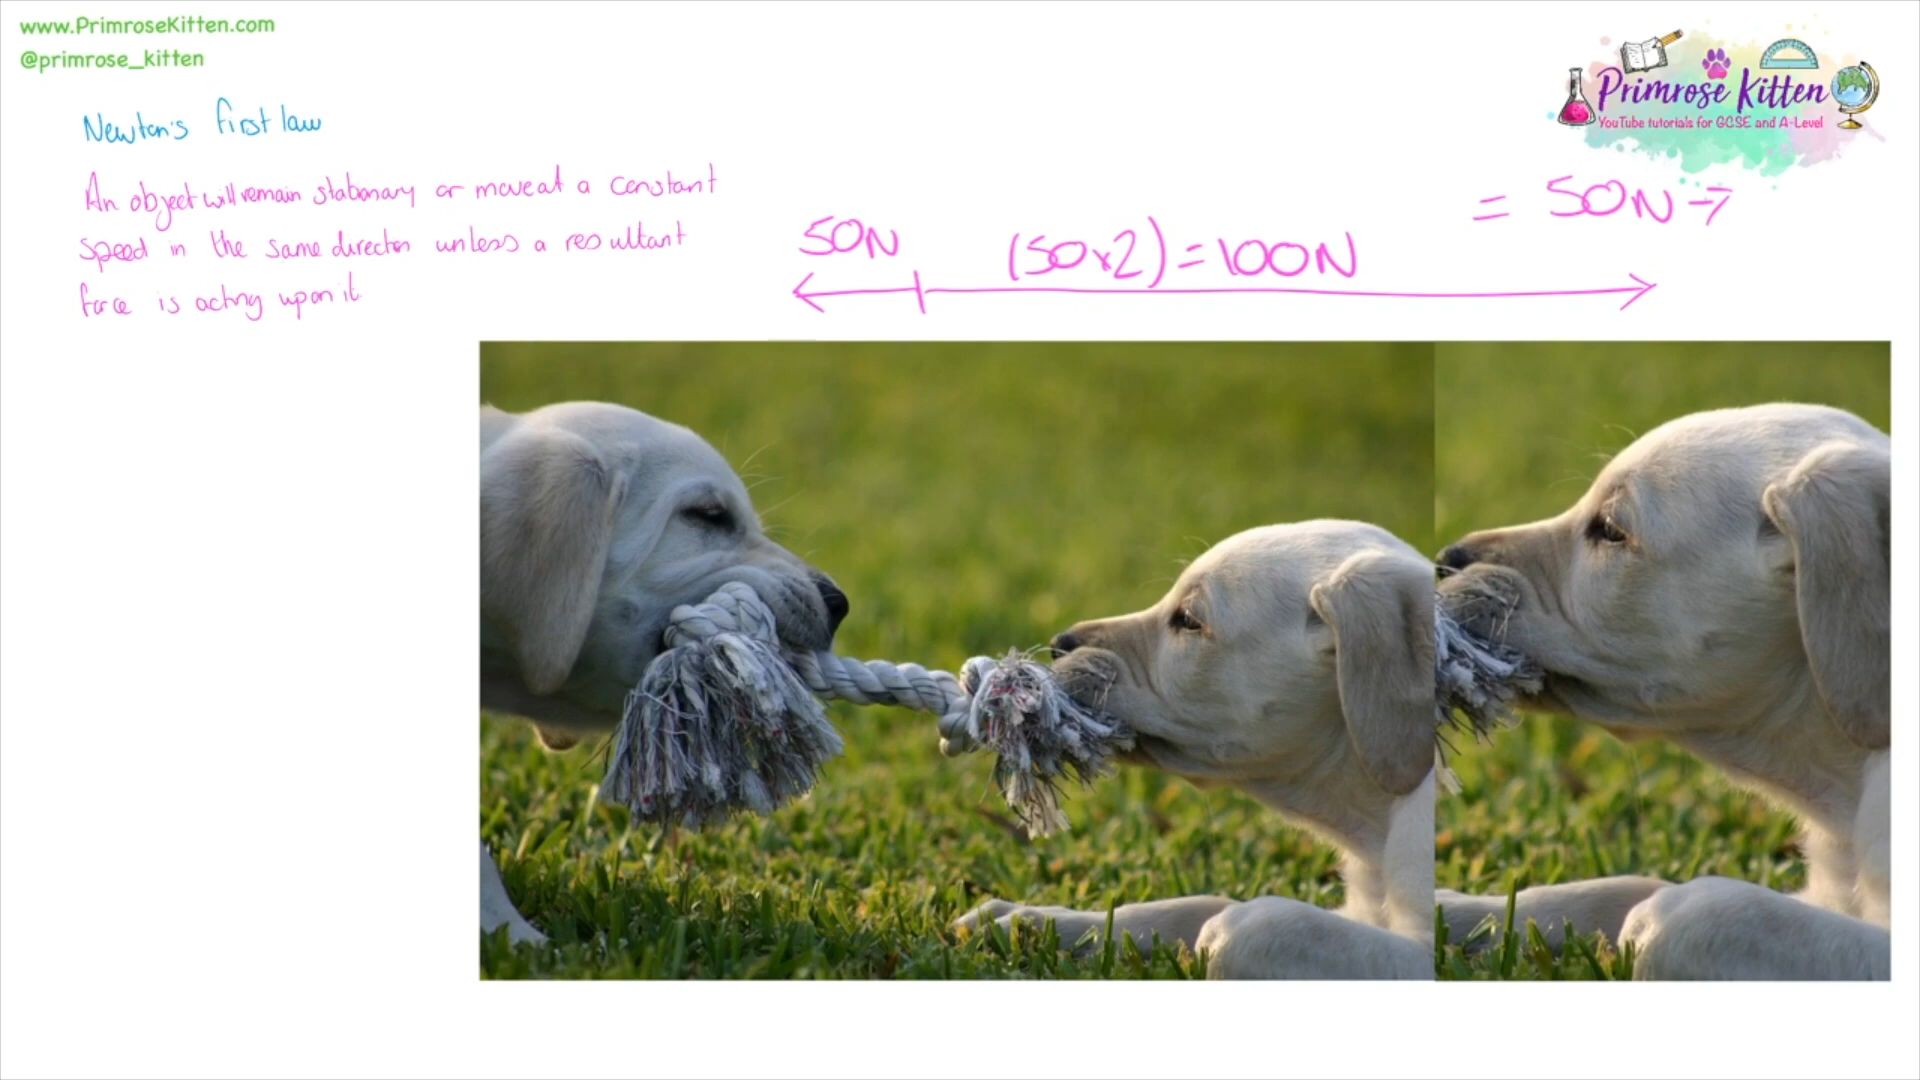 www.PrimroseKitten.com
@primrose_kitten
Primrose Kitten
YouTube tutorials for GCSE and A-Level
Newton's first law
An object will remain stationary or move at a constant
speed in the same direction unless a resultant
force is acting upon it.
50N
(50x2)=100N
= 50N→